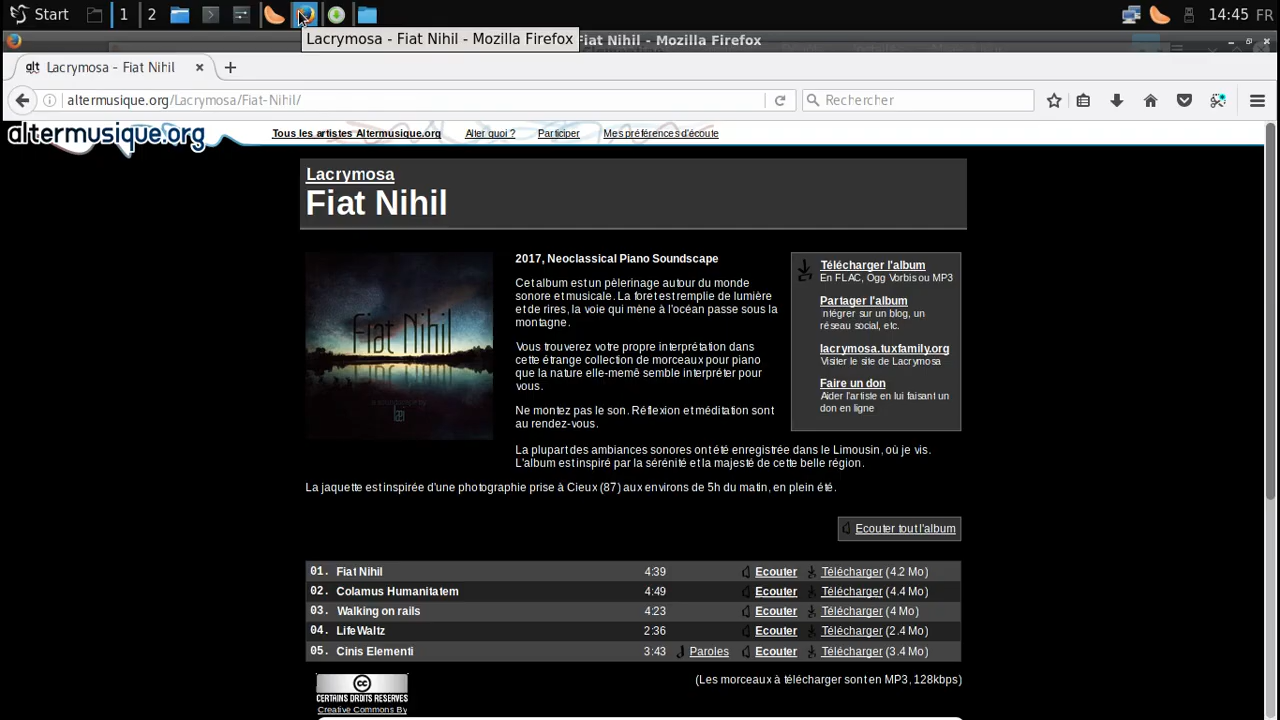 Start
1
2
14:45 FR
Lacrymosa - Fiat Nihil - Mozilla Firefox
Fiat Nihil - Mozilla Firefox
glt Lacrymosa - Fiat Nihil
altermusique.org/Lacrymosa/Fiat-Nihil/
Rechercher
altermusique.org
Tous les artistes Altermusique.org
Alter quoi ?
Participer
Mes préférences d'écoute
Lacrymosa
Fiat Nihil
Fiat Nihil
2017, Neoclassical Piano Soundscape
Cet album est un pèlerinage autour du monde
sonore et musicale. La foret est remplie de lumière
et de rires, la voie qui mène à l'océan passe sous la
montagne.
Vous trouverez votre propre interprétation dans
cette étrange collection de morceaux pour piano
que la nature elle-memê semble interpréter pour
vous.
Ne montez pas le son. Réflexion et méditation sont
au rendez-vous.
La plupart des ambiances sonores ont été enregistrée dans le Limousin, où je vis.
L'album est inspiré par la sérénité et la majesté de cette belle région.
La jaquette est inspirée d'une photographie prise à Cieux (87) aux environs de 5h du matin, en plein été.
Télécharger l'album
En FLAC, Ogg Vorbis ou MP3
Partager l'album
Intégrer sur un blog, un
réseau social, etc.
lacrymosa.tuxfamily.org
Visiter le site de Lacrymosa
Faire un don
Aider l'artiste en lui faisant un
don en ligne
Ecouter tout l'album
01. Fiat Nihil 4:39 Ecouter Télécharger (4.2 Mo)
02. Colamus Humanitatem 4:49 Ecouter Télécharger (4.4 Mo)
03. Walking on rails 4:23 Ecouter Télécharger (4 Mo)
04. Life Waltz 2:36 Ecouter Télécharger (2.4 Mo)
05. Cinis Elementi 3:43 Paroles Ecouter Télécharger (3.4 Mo)
(Les morceaux à télécharger sont en MP3, 128kbps)
cc
CERTAINS DROITS RESERVES
Creative Commons By